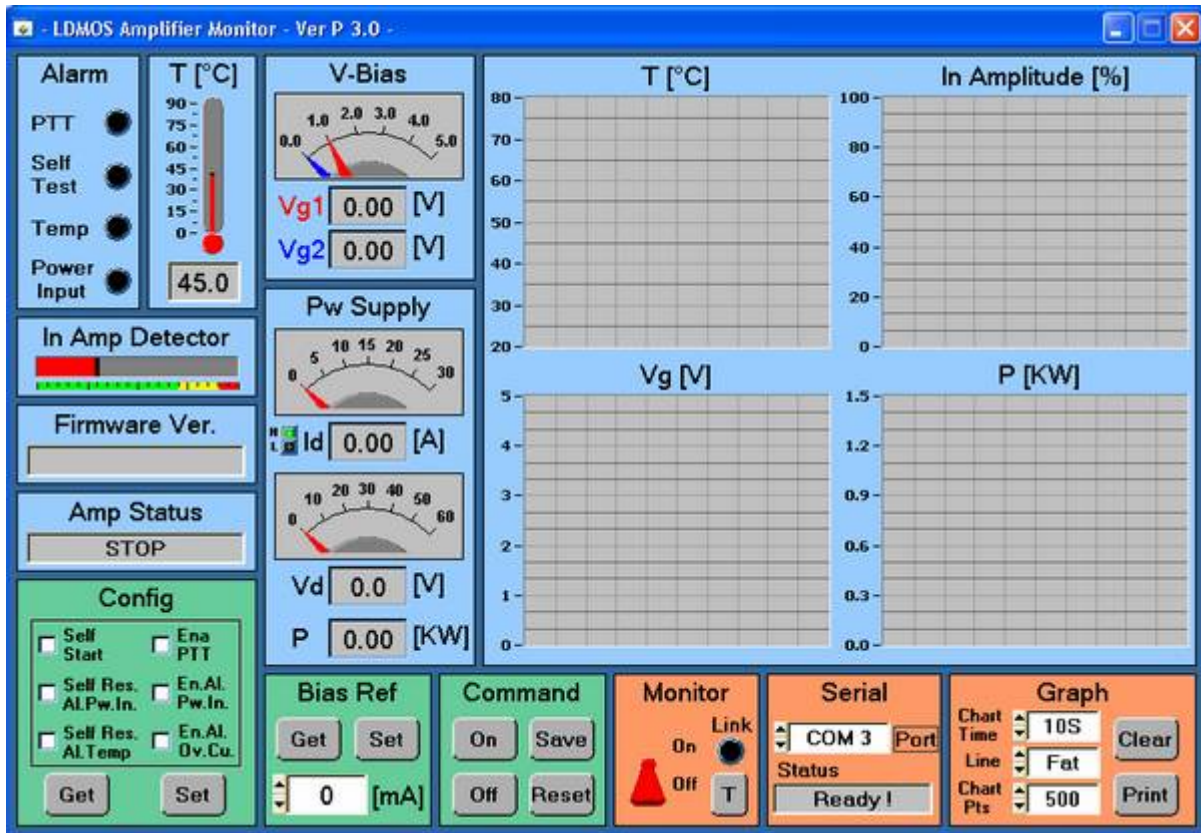 - LDMOS Amplifier Monitor - Ver P 3.0 -
Alarm
PTT
Self
Test
Temp
Power
Input
T [°C]
90
75
60
45
30
15
0
45.0
In Amp Detector
Firmware Ver.
Amp Status
STOP
Config
Self
Start
Ena
PTT
Self Res.
Al.Pw.In.
En.Al.
Pw.In.
Self Res.
Al.Temp
En.Al.
Ov.Cu.
Get
Set
V-Bias
0.0 1.0 2.0 3.0 4.0 5.0
Vg1 0.00 [V]
Vg2 0.00 [V]
Pw Supply
0 5 10 15 20 25 30
H
L
Id 0.00 [A]
0 10 20 30 40 50 60
Vd 0.0 [V]
P 0.00 [KW]
T [°C]
80
70
60
50
40
30
20
In Amplitude [%]
100
80
60
40
20
0
Vg [V]
5
4
3
2
1
0
P [KW]
1.5
1.2
0.9
0.6
0.3
0.0
Bias Ref
Get Set
0 [mA]
Command
On Save
Off Reset
Monitor
Link
On
Off
T
Serial
COM 3 Port
Status
Ready !
Graph
Chart
Time
10S
Clear
Line Fat
Chart
Pts
500
Print